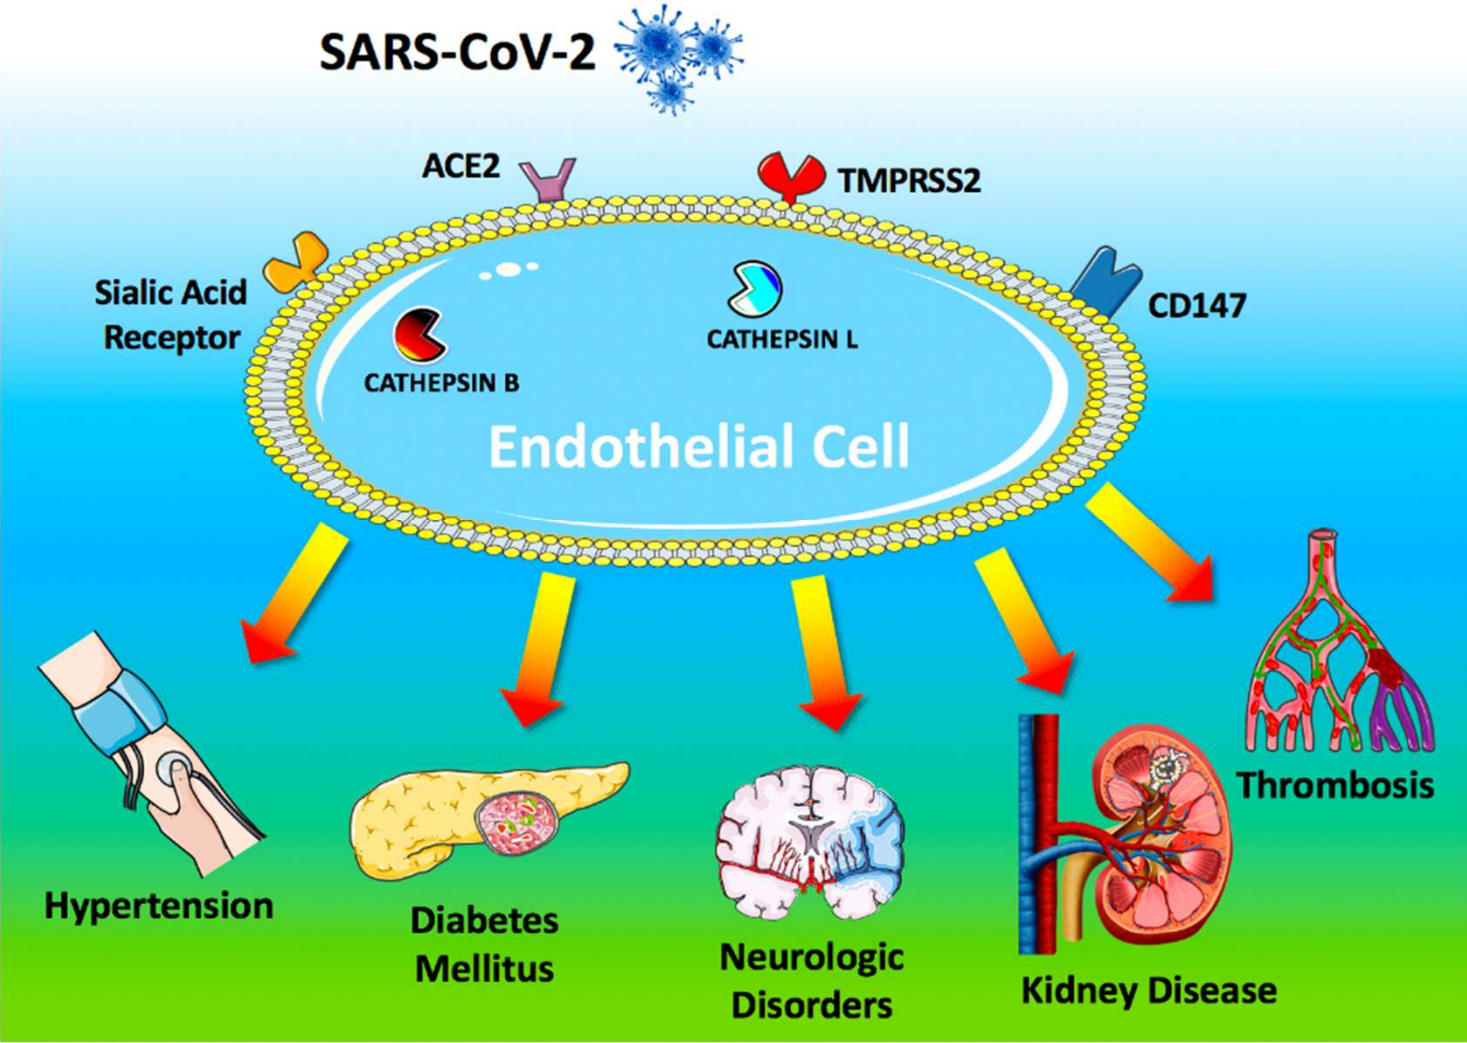 SARS-CoV-2
ACE2
TMPRSS2
Sialic Acid
Receptor
CD147
CATHEPSIN L
CATHEPSIN B
Endothelial Cell
Hypertension
Diabetes
Mellitus
Neurologic
Disorders
Kidney Disease
Thrombosis